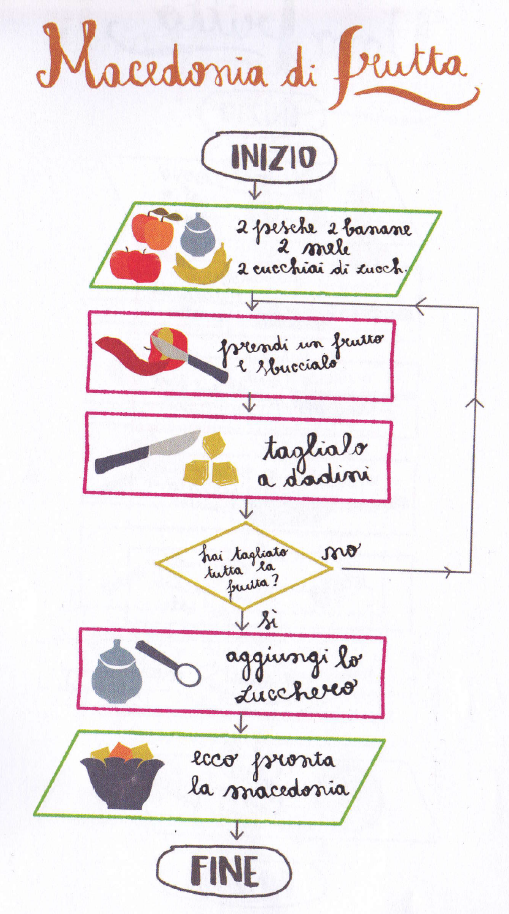 Macedonia di frutta
INIZIO
2 pesche 2 banane
2 mele
2 cucchiai di zucch.
prendi un frutto
e sbuccialo
taglialo
a dadini
hai tagliato
tutta la
frutta?
no
sì
aggiungi lo
zucchero
ecco pronta
la macedonia
FINE